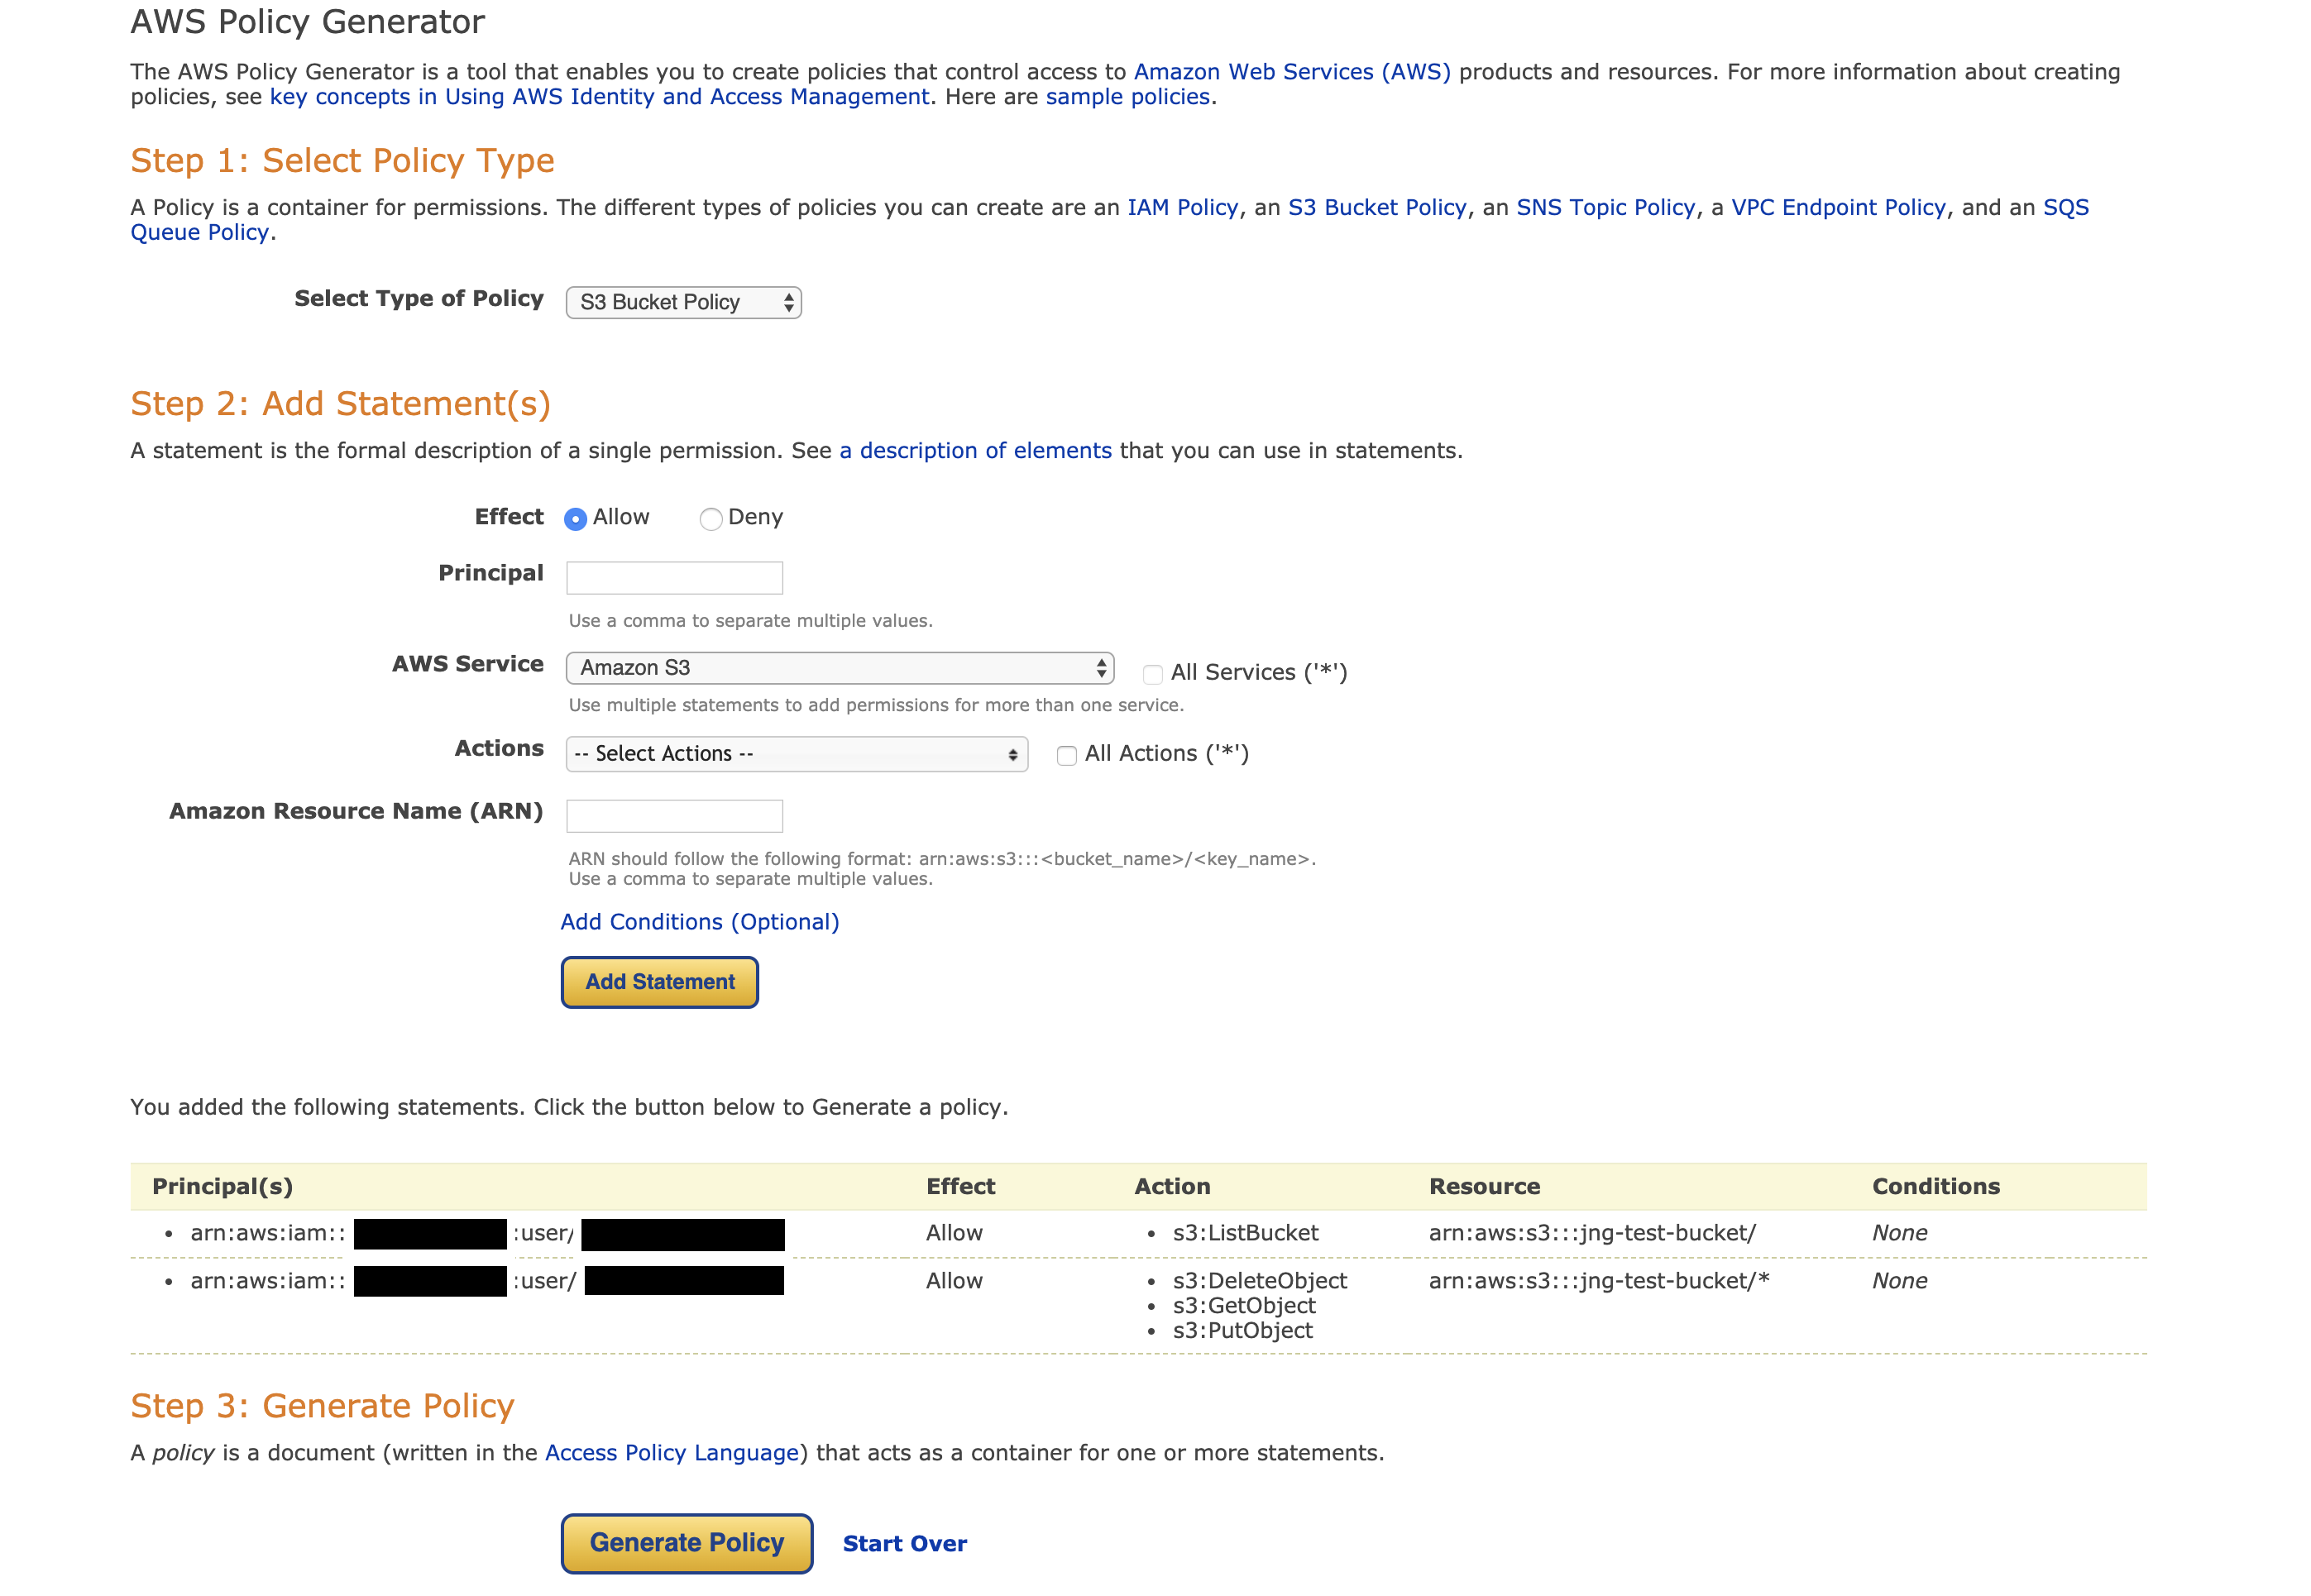 AWS Policy Generator
The AWS Policy Generator is a tool that enables you to create policies that control access to Amazon Web Services (AWS) products and resources. For more information about creating
policies, see key concepts in Using AWS Identity and Access Management. Here are sample policies.
Step 1: Select Policy Type
A Policy is a container for permissions. The different types of policies you can create are an IAM Policy, an S3 Bucket Policy, an SNS Topic Policy, a VPC Endpoint Policy, and an SQS
Queue Policy.
Select Type of Policy S3 Bucket Policy
Step 2: Add Statement(s)
A statement is the formal description of a single permission. See a description of elements that you can use in statements.
Effect Allow Deny
Principal
Use a comma to separate multiple values.
AWS Service Amazon S3 All Services ('*')
Use multiple statements to add permissions for more than one service.
Actions -- Select Actions -- All Actions ('*')
Amazon Resource Name (ARN)
ARN should follow the following format: arn:aws:s3:::<bucket_name>/<key_name>.
Use a comma to separate multiple values.
Add Conditions (Optional)
Add Statement
You added the following statements. Click the button below to Generate a policy.
Principal(s) Effect Action Resource Conditions
• arn:aws:iam:: :user/ Allow • s3:ListBucket arn:aws:s3:::jng-test-bucket/ None
• arn:aws:iam:: :user/ Allow • s3:DeleteObject arn:aws:s3:::jng-test-bucket/* None
• s3:GetObject
• s3:PutObject
Step 3: Generate Policy
A policy is a document (written in the Access Policy Language) that acts as a container for one or more statements.
Generate Policy Start Over